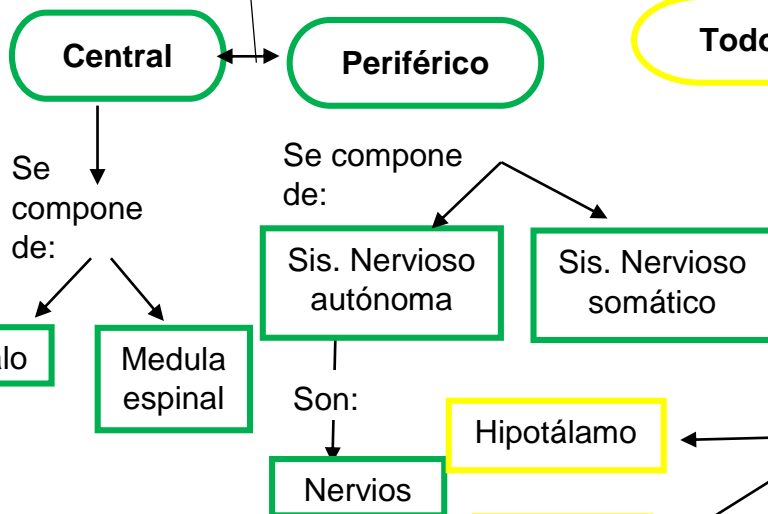 Central
Periférico
Todo
Se
compone
de:
Se compone
de:
Sis. Nervioso
autónoma
Sis. Nervioso
somático
alo
Medula
espinal
Son:
Hipotálamo
Nervios